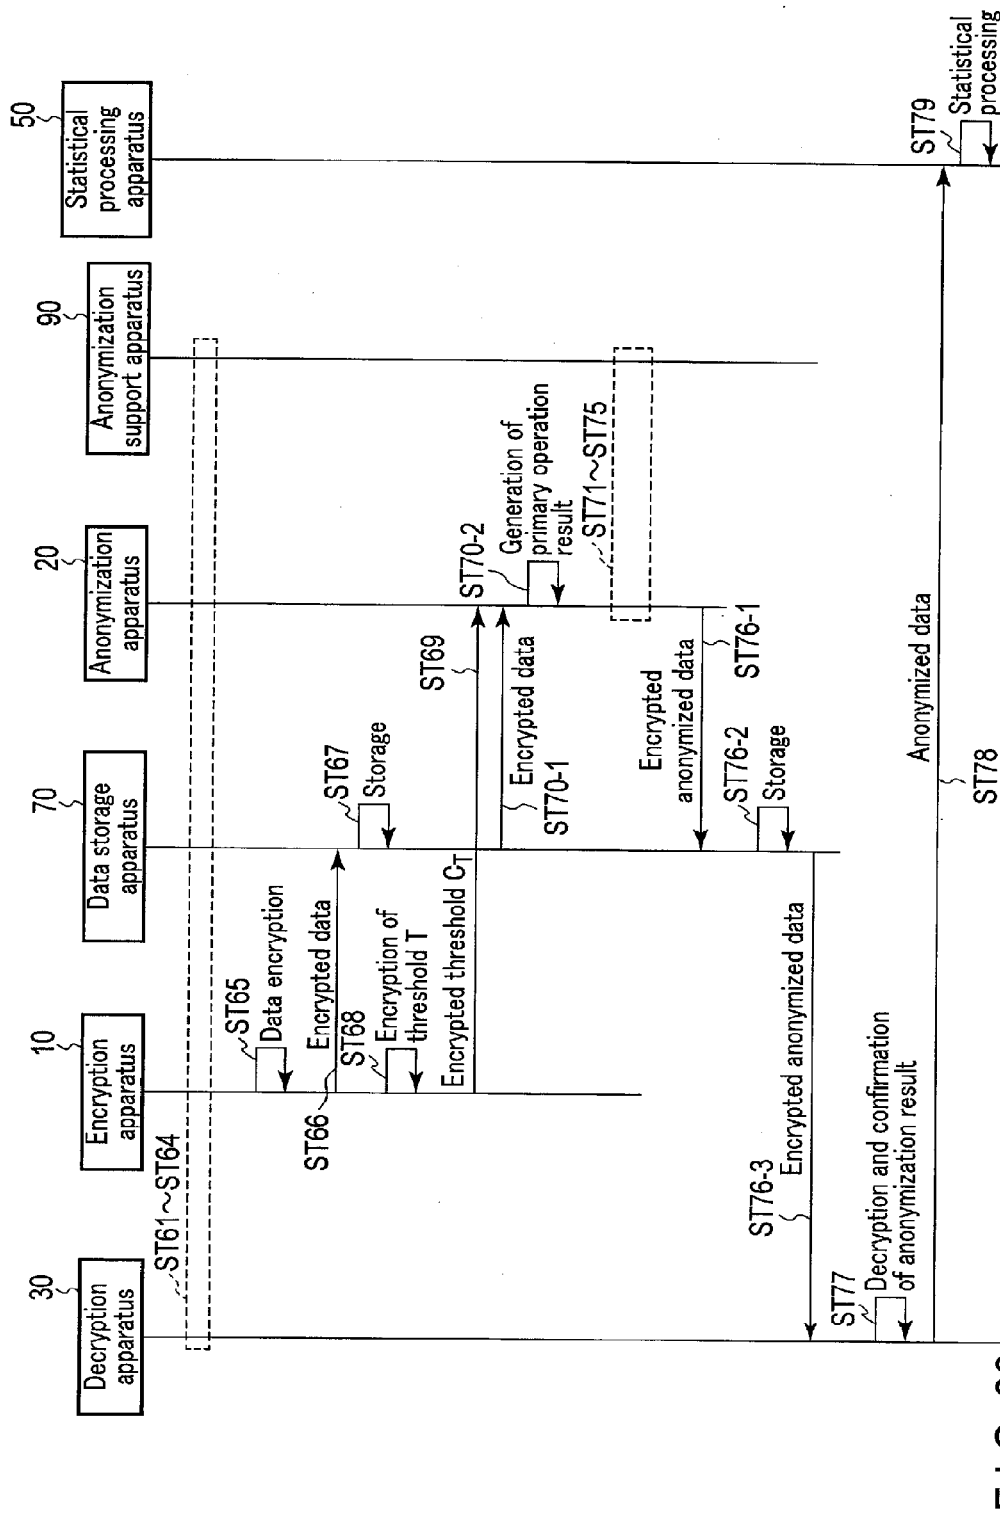 30
Decryption
apparatus
10
Encryption
apparatus
70
Data storage
apparatus
20
Anonymization
apparatus
90
Anonymization
support apparatus
50
Statistical
processing
apparatus
ST61~ST64
ST65
Data encryption
ST66
Encrypted data
ST67
Storage
ST68
Encryption of
threshold T
Encrypted threshold CT
ST69
Encrypted data
ST70-1
ST70-2
Generation of
primary operation
result
ST71~ST75
Encrypted
anonymized data
ST76-1
ST76-2
Storage
ST76-3
Encrypted anonymized data
ST77
Decryption and confirmation
of anonymization result
Anonymized data
ST78
ST79
Statistical
processing